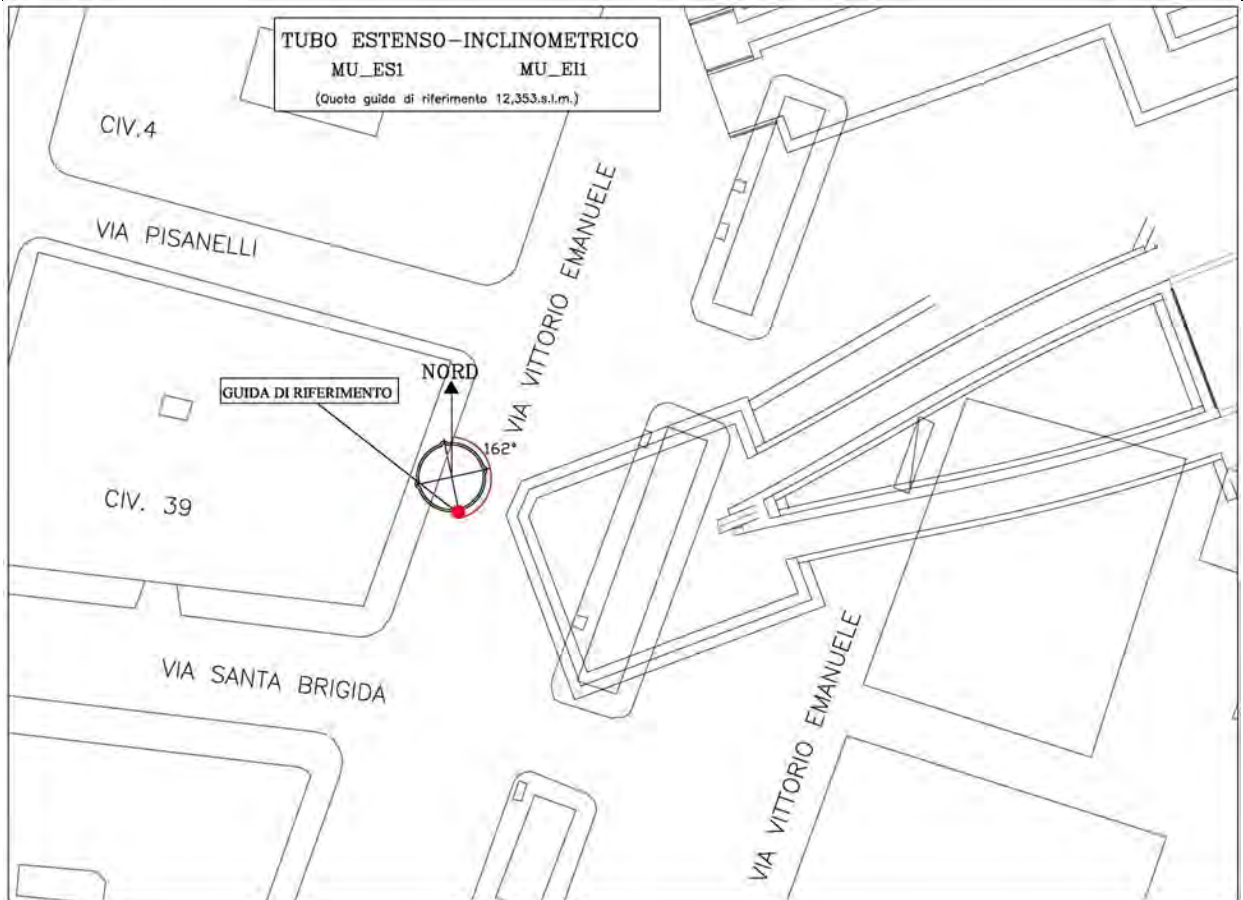 TUBO ESTENSO-INCLINOMETRICO
MU_ES1 MU_EI1
(Quota guida di riferimento 12,353.s.l.m.)
CIV.4
VIA PISANELLI
VIA VITTORIO EMANUELE
NORD
GUIDA DI RIFERIMENTO
162°
CIV. 39
VIA SANTA BRIGIDA
VIA VITTORIO EMANUELE